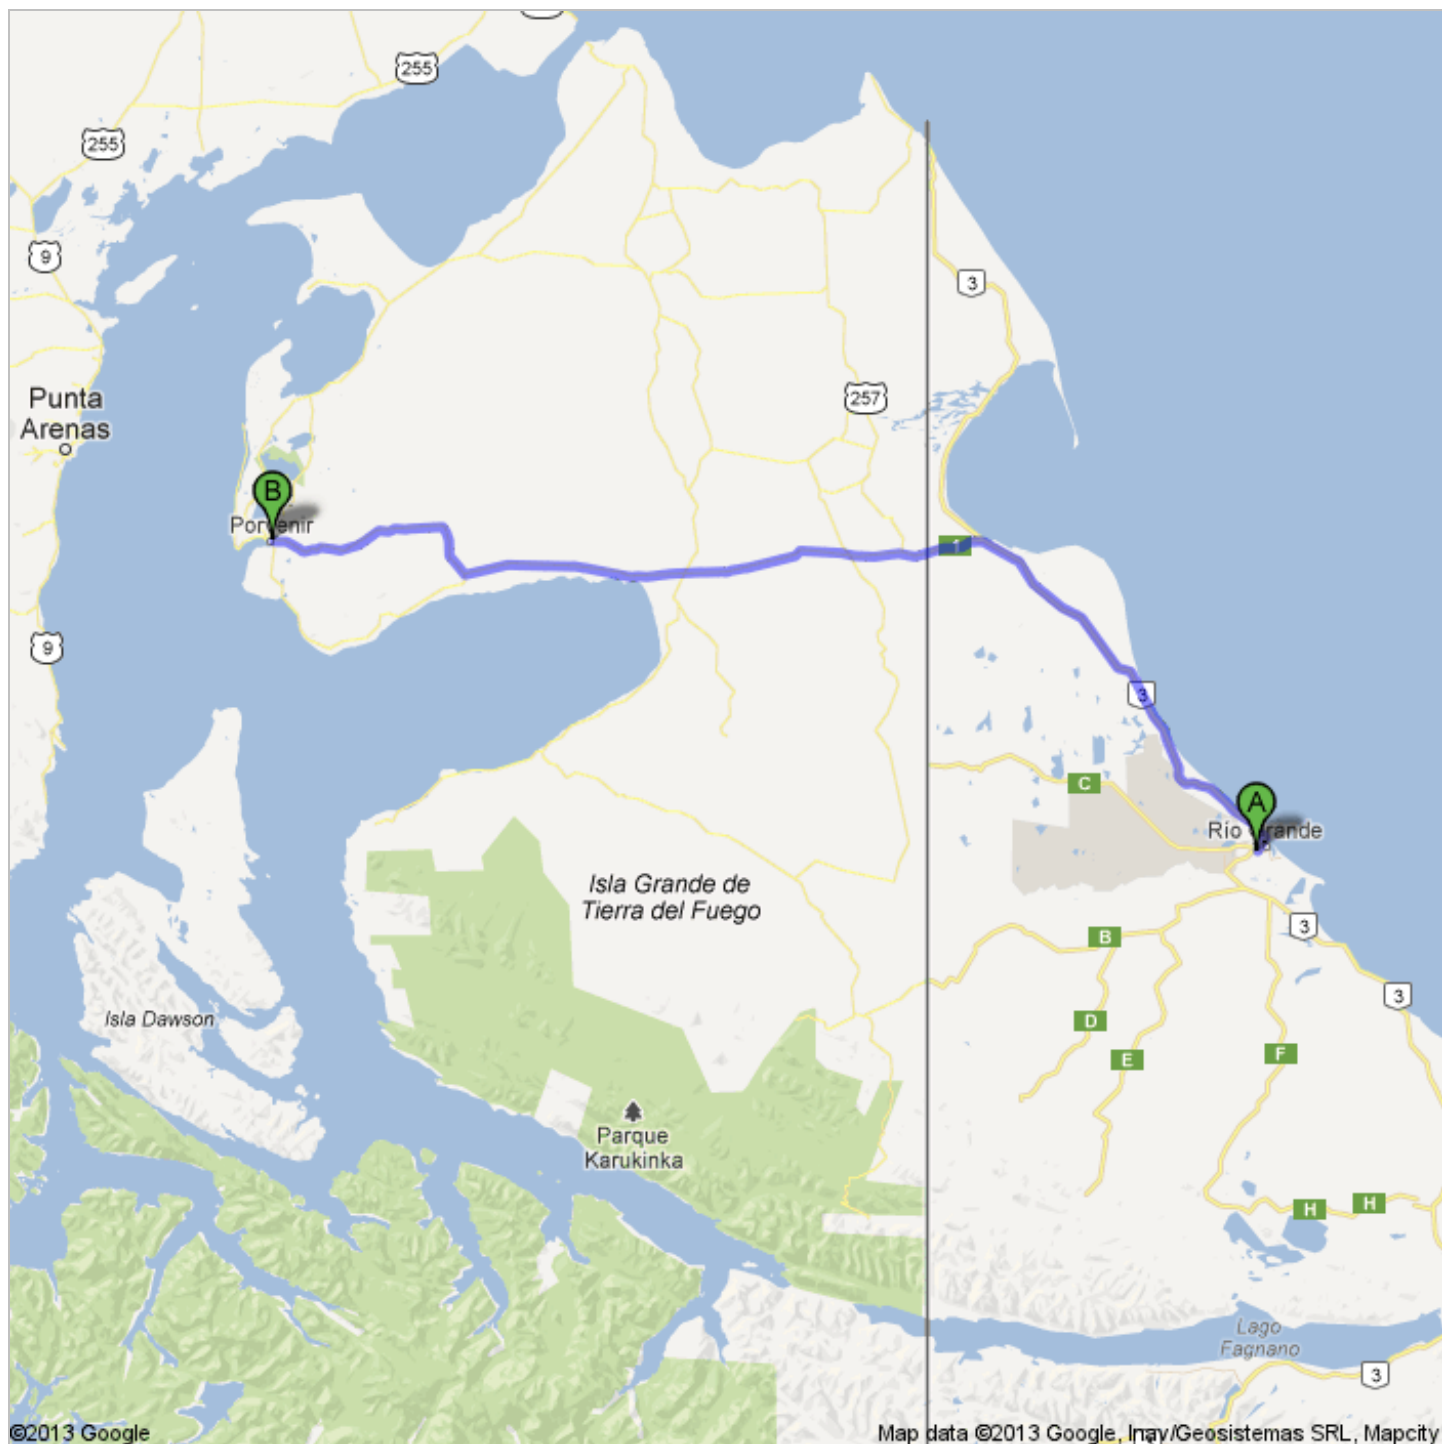 255
255
9
3
Punta
Arenas
257
B
Porvenir
1
9
3
C
A
Río Grande
Isla Grande de
Tierra del Fuego
3
B
3
Isla Dawson
D
E
F
Parque
Karukinka
H
H
Lago
Fagnano
3
©2013 Google
Map data ©2013 Google, Inav/Geosistemas SRL, Mapcity